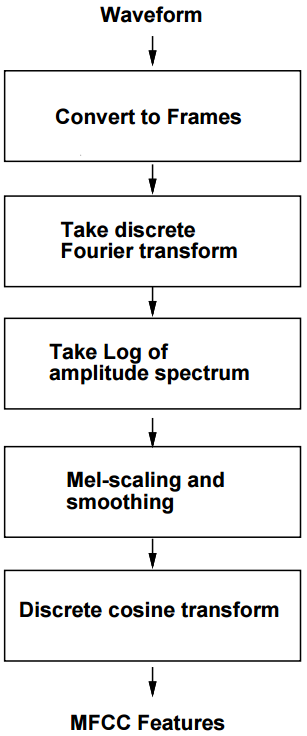 Waveform
Convert to Frames
Take discrete
Fourier transform
Take Log of
amplitude spectrum
Mel-scaling and
smoothing
Discrete cosine transform
MFCC Features